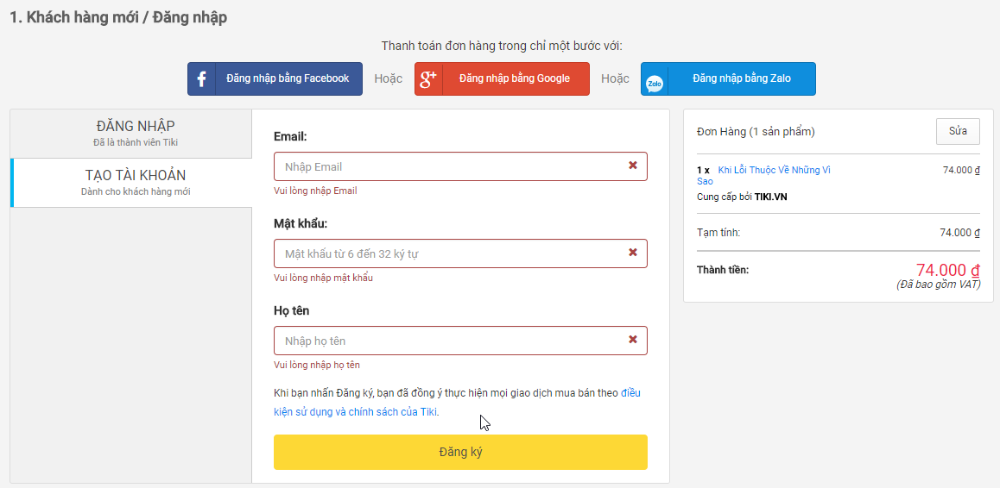 1. Khách hàng mới / Đăng nhập
Thanh toán đơn hàng trong chỉ một bước với:
f Đăng nhập bằng Facebook Hoặc g+ Đăng nhập bằng Google Hoặc Zalo Đăng nhập bằng Zalo
ĐĂNG NHẬP
Đã là thành viên Tiki
TẠO TÀI KHOẢN
Dành cho khách hàng mới
Email:
Nhập Email
Vui lòng nhập Email
Mật khẩu:
Mật khẩu từ 6 đến 32 ký tự
Vui lòng nhập mật khẩu
Họ tên
Nhập họ tên
Vui lòng nhập họ tên
Khi bạn nhấn Đăng ký, bạn đã đồng ý thực hiện mọi giao dịch mua bán theo điều
kiện sử dụng và chính sách của Tiki.
Đăng ký
Đơn Hàng (1 sản phẩm) Sửa
1 x Khi Lỗi Thuộc Về Những Vì 74.000 ₫
Sao
Cung cấp bởi TIKI.VN
Tạm tính: 74.000 ₫
Thành tiền: 74.000 ₫
(Đã bao gồm VAT)